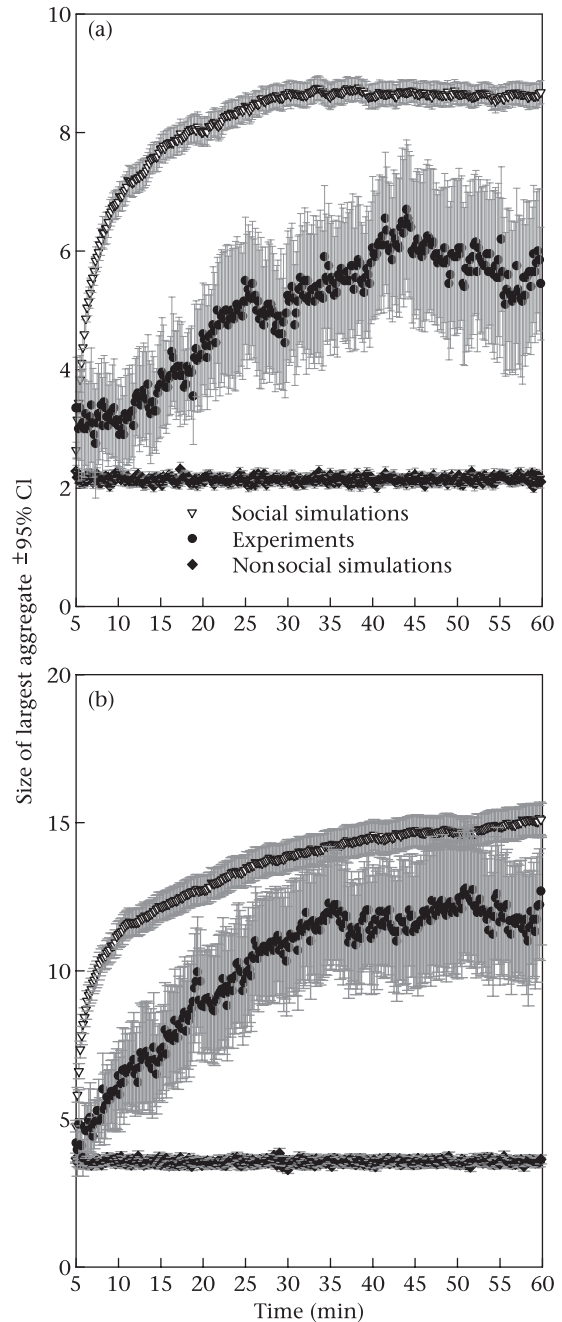 10
(a)
8
6
4
2
0
Social simulations
Experiments
Nonsocial simulations
5 10 15 20 25 30 35 40 45 50 55 60
Size of largest aggregate ±95% CI
20
(b)
15
10
5
0
5 10 15 20 25 30 35 40 45 50 55 60
Time (min)